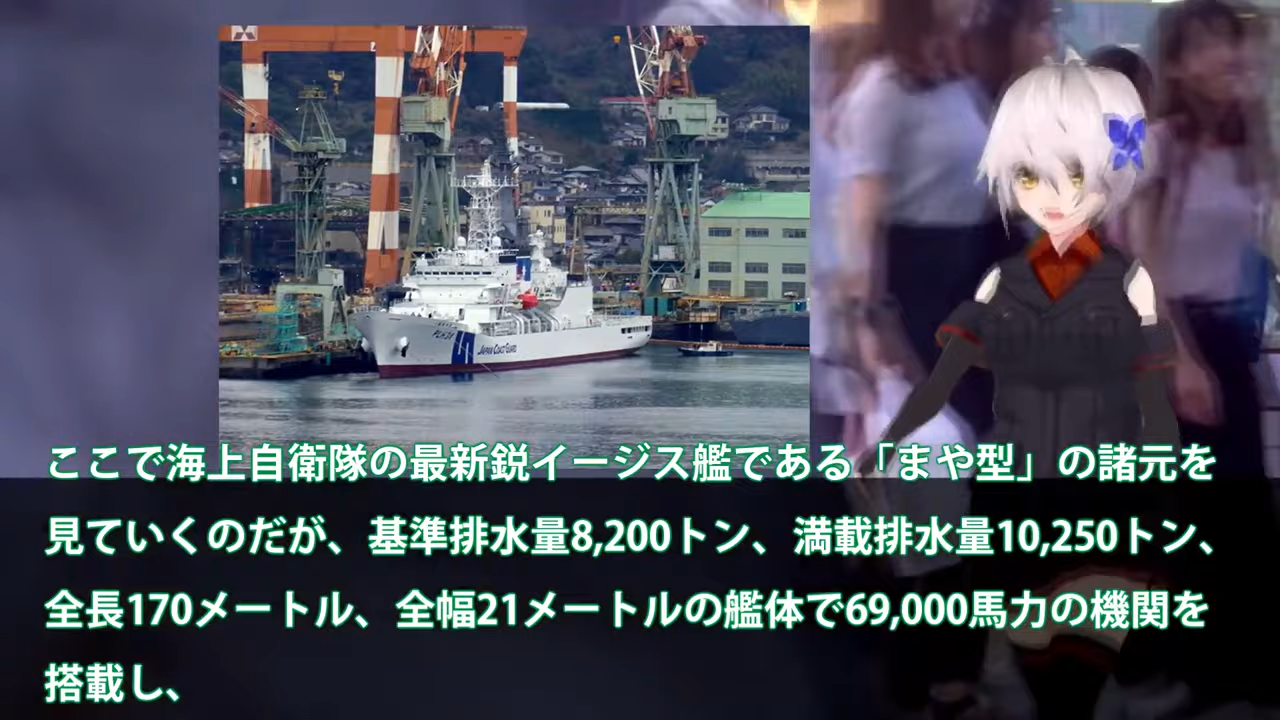 PLH35
JAPAN COAST GUARD
ここで海上自衛隊の最新鋭イージス艦である「まや型」の諸元を
見ていくのだが、基準排水量8,200トン、満載排水量10,250トン、
全長170メートル、全幅21メートルの艦体で69,000馬力の機関を
搭載し、